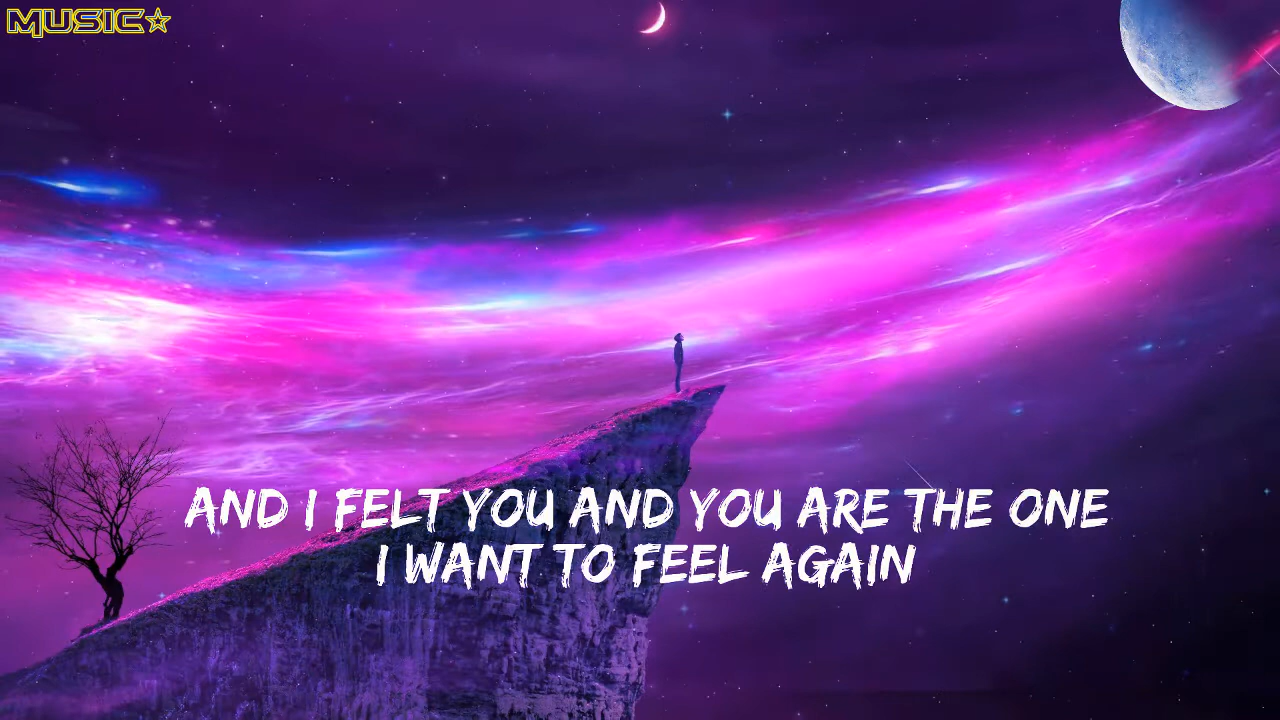 MUSIC☆
AND I FELT YOU AND YOU ARE THE ONE
I WANT TO FEEL AGAIN